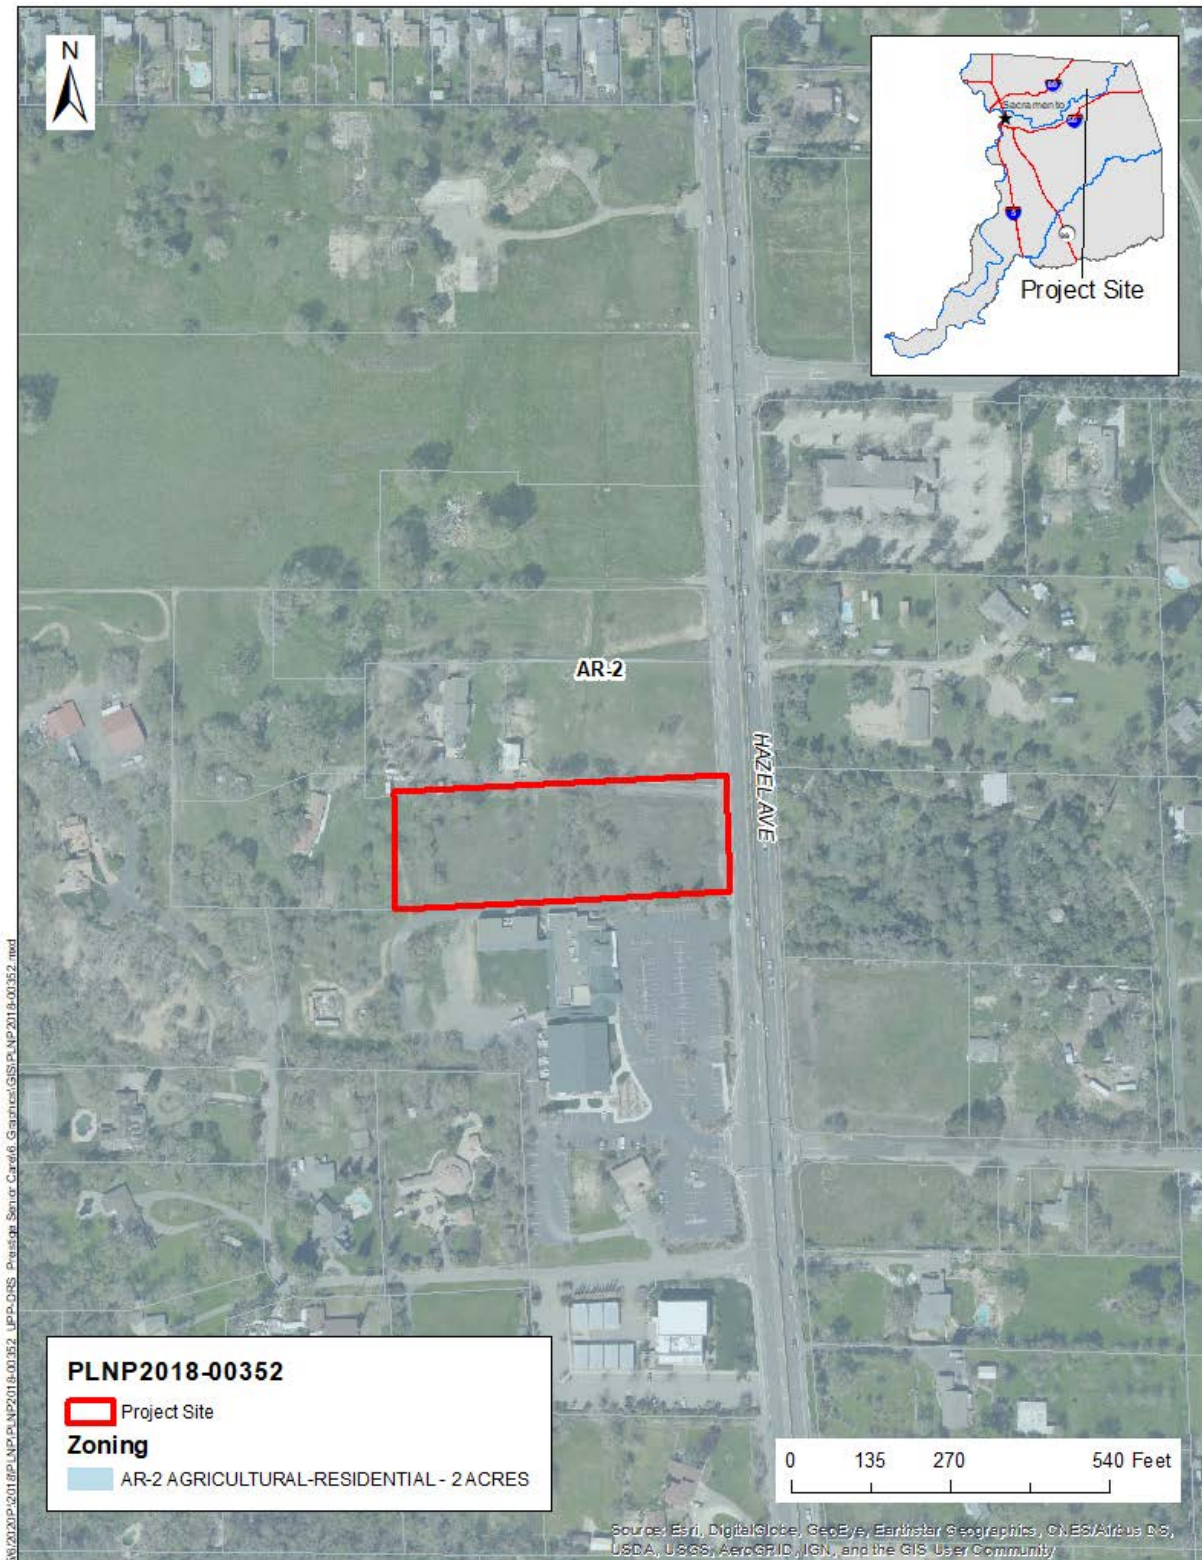 N
Sacramento
5
Project Site
AR-2
HAZEL AVE
PLNP2018-00352
Project Site
Zoning
AR-2 AGRICULTURAL-RESIDENTIAL - 2 ACRES
0 135 270 540 Feet
Source: Esri, DigitalGlobe, GeoEye, Earthstar Geographics, CNES/Airbus DS,
USDA, USGS, AeroGRID, IGN, and the GIS User Community